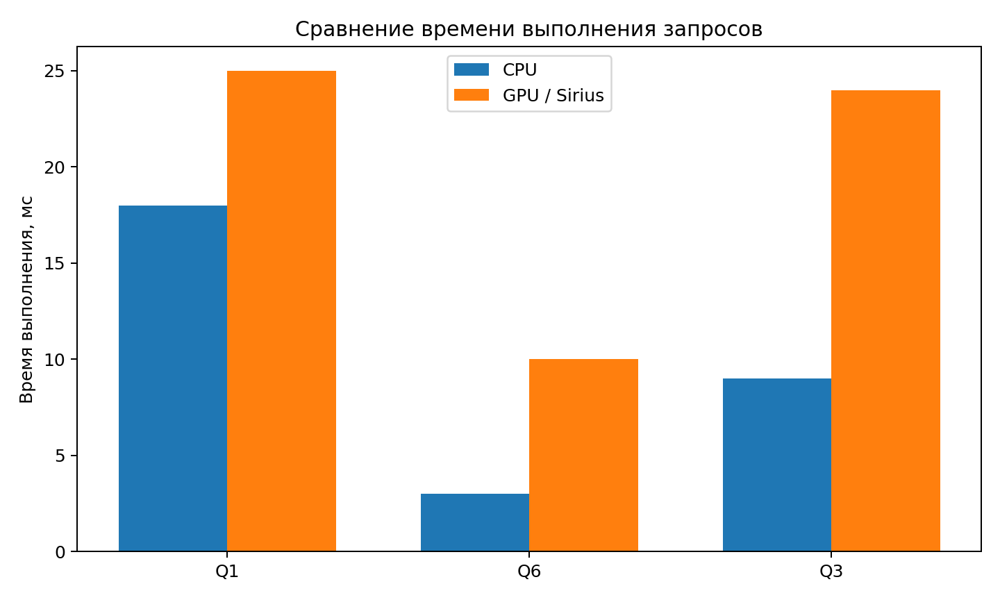 Сравнение времени выполнения запросов
CPU
GPU / Sirius
Время выполнения, мс
25
20
15
10
5
0
Q1
Q6
Q3